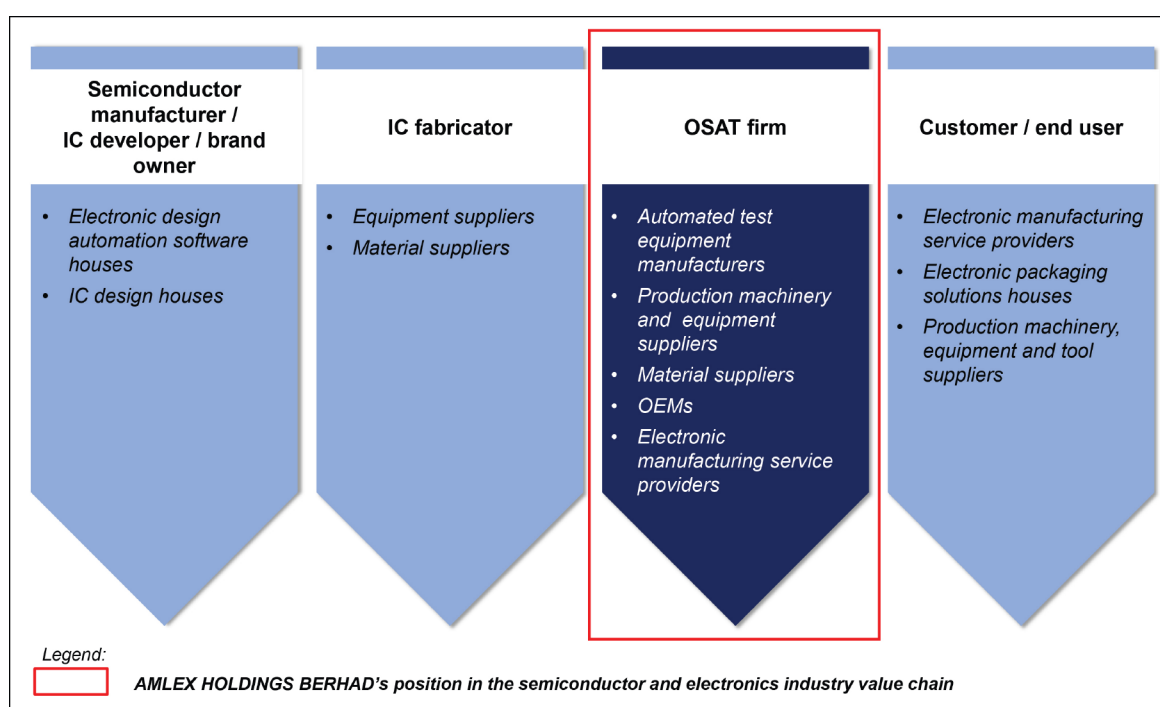 Semiconductor
manufacturer /
IC developer / brand
owner
• Electronic design
automation software
houses
• IC design houses
IC fabricator
• Equipment suppliers
• Material suppliers
OSAT firm
• Automated test
equipment
manufacturers
• Production machinery
and equipment
suppliers
• Material suppliers
• OEMs
• Electronic
manufacturing service
providers
Customer / end user
• Electronic manufacturing
service providers
• Electronic packaging
solutions houses
• Production machinery,
equipment and tool
suppliers
Legend:
AMLEX HOLDINGS BERHAD's position in the semiconductor and electronics industry value chain